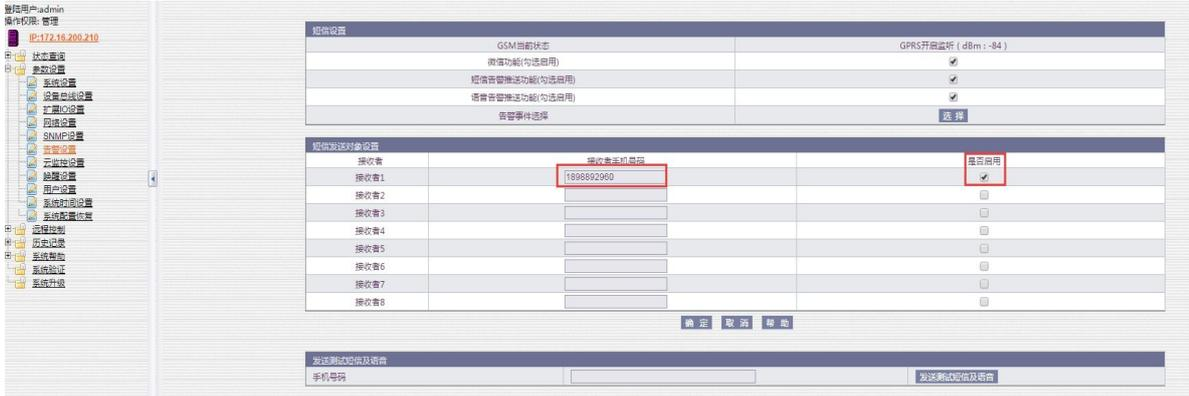 登陆用户:admin
操作权限: 管理
IP:172.16.200.210
状态查询
参数设置
系统设置
设备总线设置
扩展IO设置
网络设置
SNMP设置
告警设置
云监控设置
唤醒设置
用户设置
系统时间设置
系统配置恢复
远程控制
历史记录
系统帮助
系统验证
系统升级
短信设置
GSM当前状态 GPRS开启监听 ( dBm : -84 )
微信功能(勾选启用)
短信告警推送功能(勾选启用)
语音告警推送功能(勾选启用)
告警事件选择 选 择
短信发送对象设置
接收者 接收者手机号码 是否启用
接收者1 1898892960
接收者2
接收者3
接收者4
接收者5
接收者6
接收者7
接收者8
确 定 取 消 帮 助
发送测试短信及语音
手机号码 发送测试短信及语音